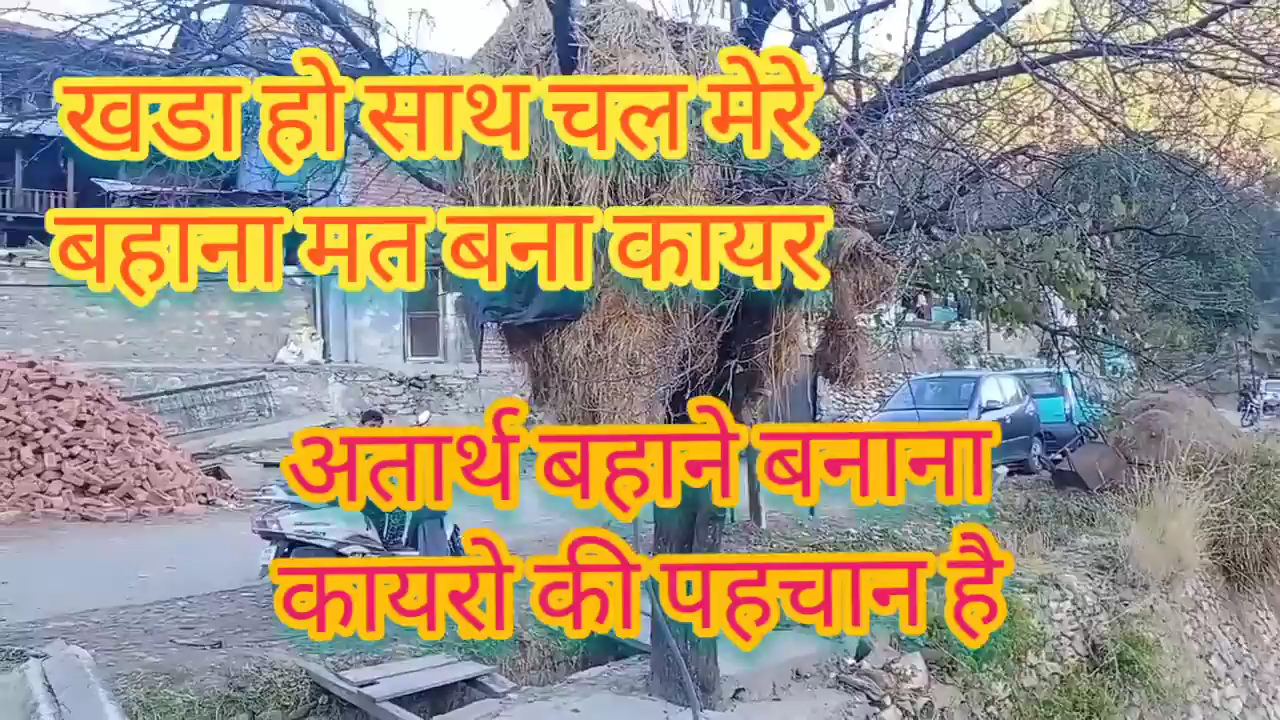 खडा हो साथ चल मेरे
बहाना मत बना कायर
अतार्थ बहाने बनाना
कायरो की पहचान है